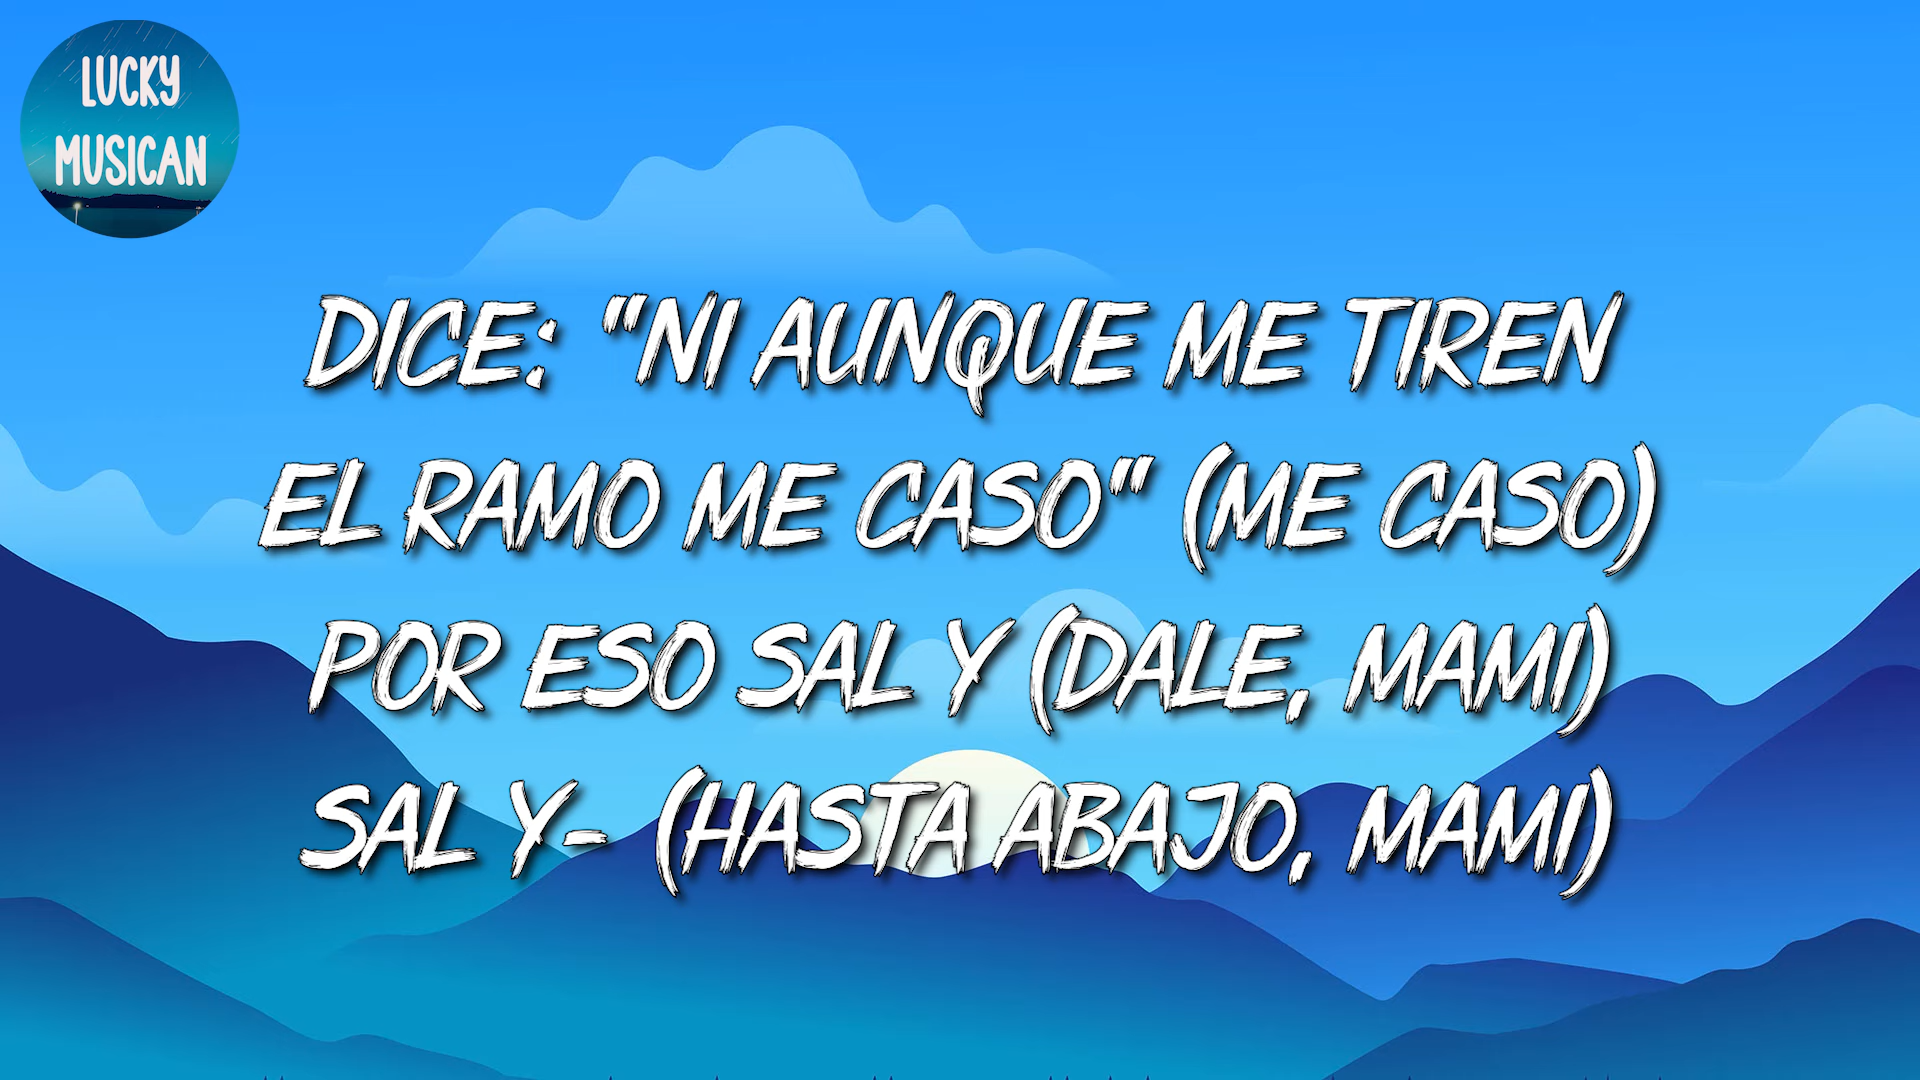 LUCKY
MUSICAN
DICE: "NI AUNQUE ME TIREN
EL RAMO ME CASO" (ME CASO)
POR ESO SAL Y (DALE, MAMI)
SAL Y- (HASTA ABAJO, MAMI)